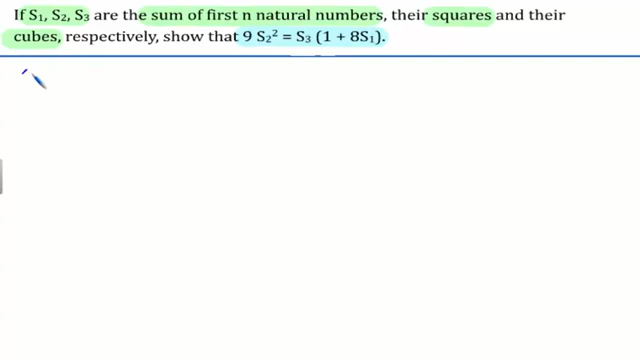 If S₁, S₂, S₃ are the sum of first n natural numbers, their squares and their
cubes, respectively, show that 9 S₂² = S₃ (1 + 8S₁).